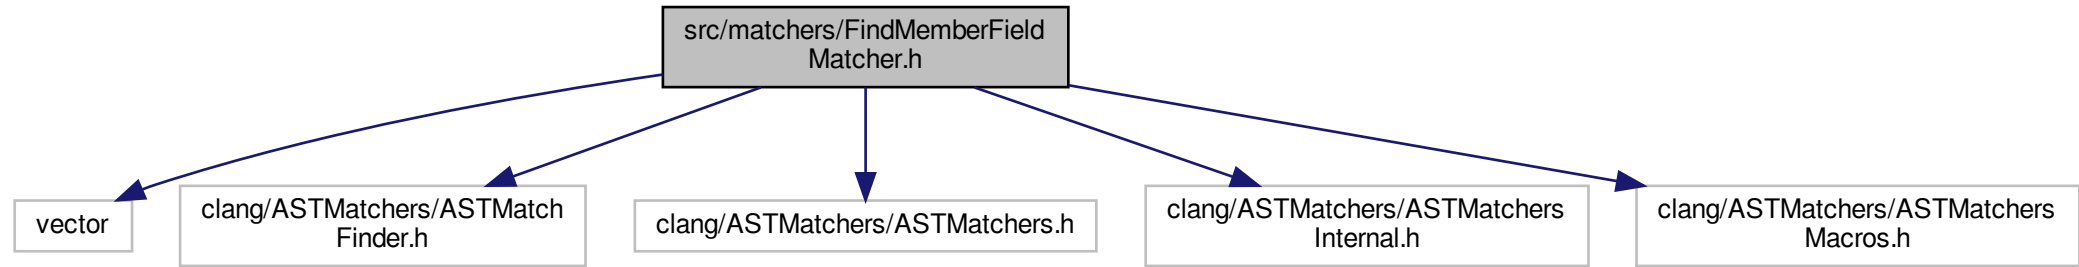 src/matchers/FindMemberField
Matcher.h
vector
clang/ASTMatchers/ASTMatch
Finder.h
clang/ASTMatchers/ASTMatchers.h
clang/ASTMatchers/ASTMatchers
Internal.h
clang/ASTMatchers/ASTMatchers
Macros.h